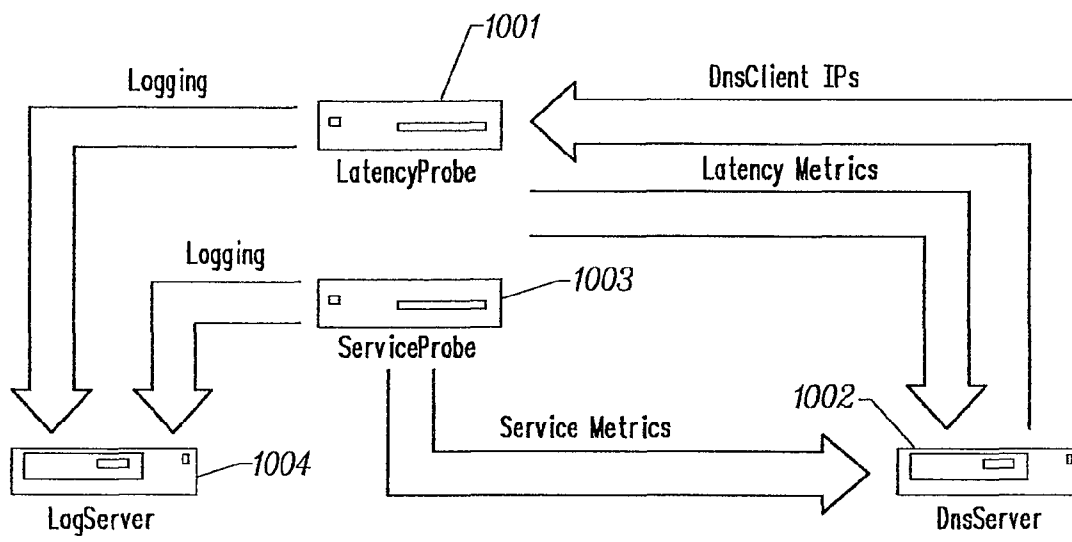 1001
Logging
DnsClient IPs
LatencyProbe
Latency Metrics
Logging
1003
ServiceProbe
1002
Service Metrics
1004
LogServer
DnsServer